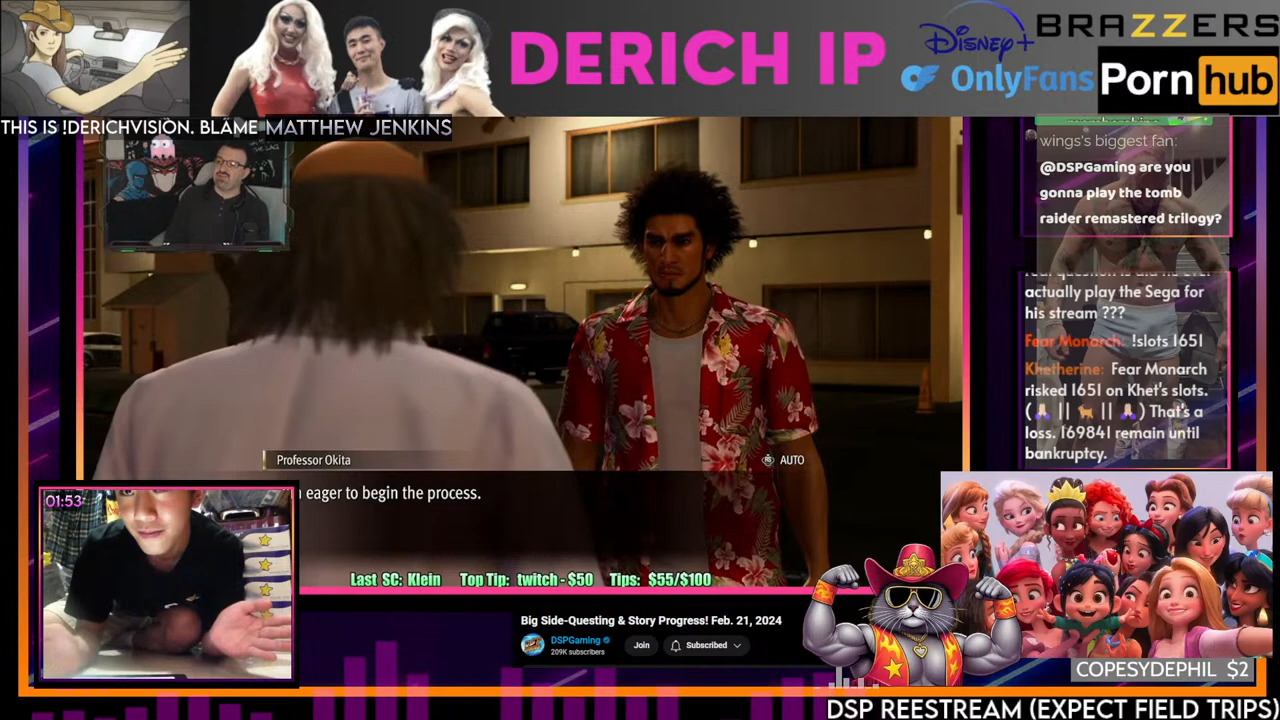 DERICH IP
DISNEY+
BRAZZERS
OnlyFans
Pornhub
THIS IS !DERICHVISION. BLAME MATTHEW JENKINS
wings's biggest fan:
@DSPGaming are you
gonna play the tomb
raider remastered trilogy?
actually play the Sega for
his stream ???
Fear Monarch: !slots 1651
Khetherine: Fear Monarch
risked 1651 on Khet's slots.
( || || ) That's a
loss. 169841 remain until
bankruptcy.
Professor Okita
AUTO
eager to begin the process.
01:53
Last SC: Klein Top Tip: twitch - $50 Tips: $55/$100
Big Side-Questing & Story Progress! Feb. 21, 2024
DSPGaming
209K subscribers
Join
Subscribed
COPESYDEPHIL $2
DSP REESTREAM (EXPECT FIELD TRIPS)